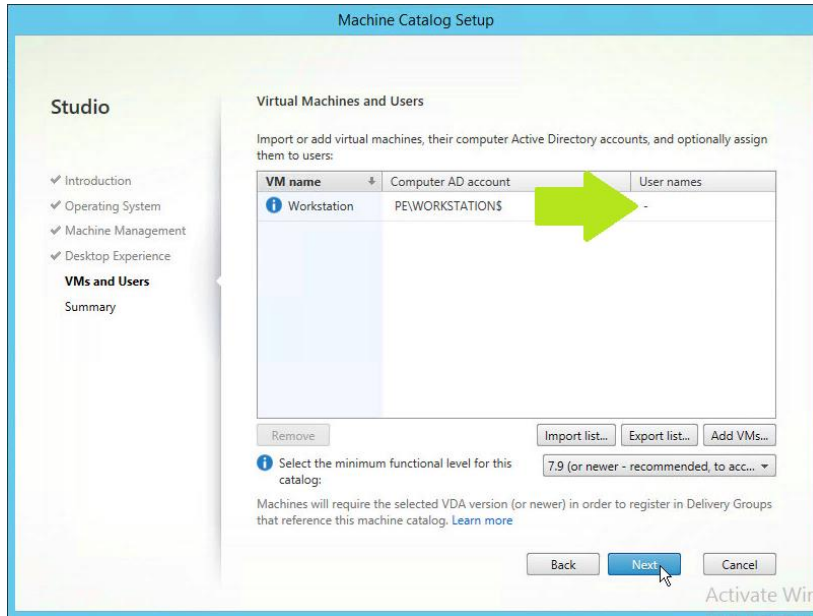 Machine Catalog Setup
Studio
Introduction
Operating System
Machine Management
Desktop Experience
VMs and Users
Summary
Virtual Machines and Users
Import or add virtual machines, their computer Active Directory accounts, and optionally assign
them to users:
VM name Computer AD account User names
Workstation PE\WORKSTATION$ -
Remove Import list... Export list... Add VMs...
Select the minimum functional level for this
catalog:
7.9 (or newer - recommended, to acc...
Machines will require the selected VDA version (or newer) in order to register in Delivery Groups
that reference this machine catalog. Learn more
Back Next Cancel
Activate Win